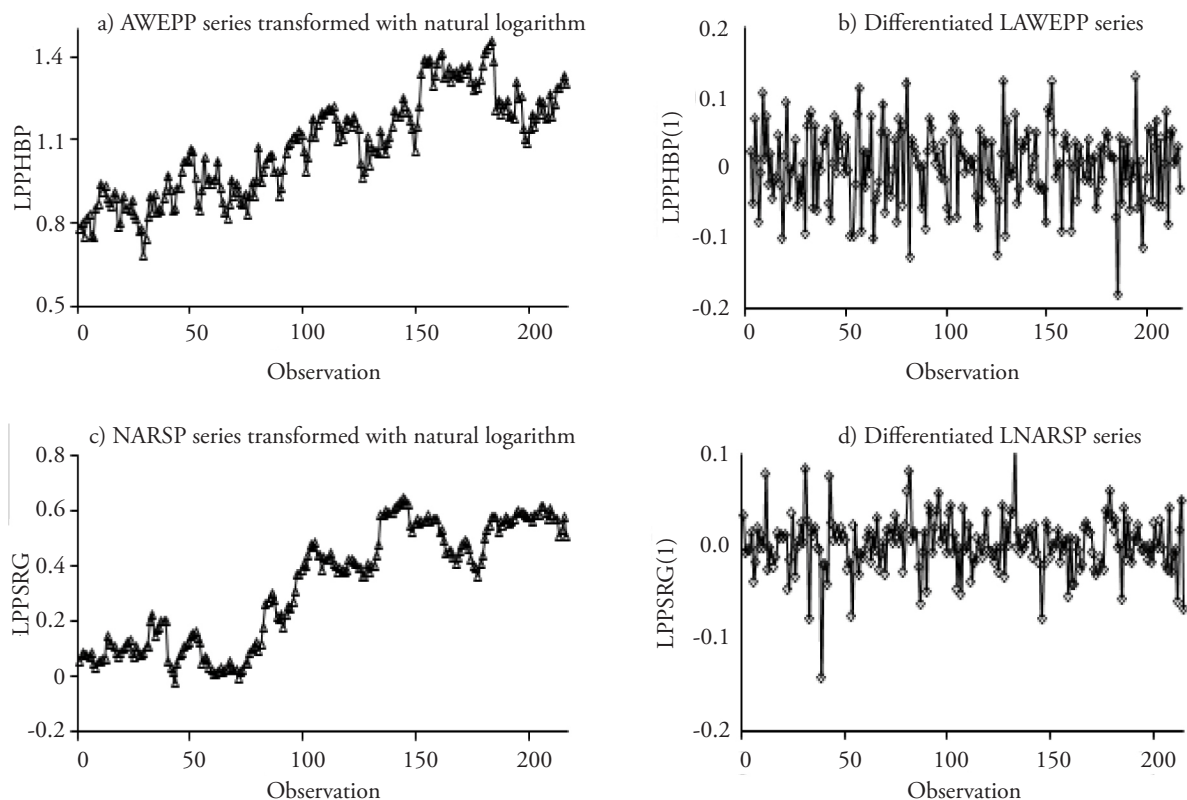 a) AWEPP series transformed with natural logarithm
LPPHBP
1.4
1.1
0.8
0.5
0 50 100 150 200
Observation
b) Differentiated LAWEPP series
LPPHBP(1)
0.2
0.1
0
-0.1
-0.2
0 50 100 150 200
Observation
c) NARSP series transformed with natural logarithm
LPPSRG
0.8
0.6
0.4
0.2
0
-0.2
0 50 100 150 200
Observation
d) Differentiated LNARSP series
LPPSRG(1)
0.1
0.0
-0.1
-0.2
0 50 100 150 200
Observation